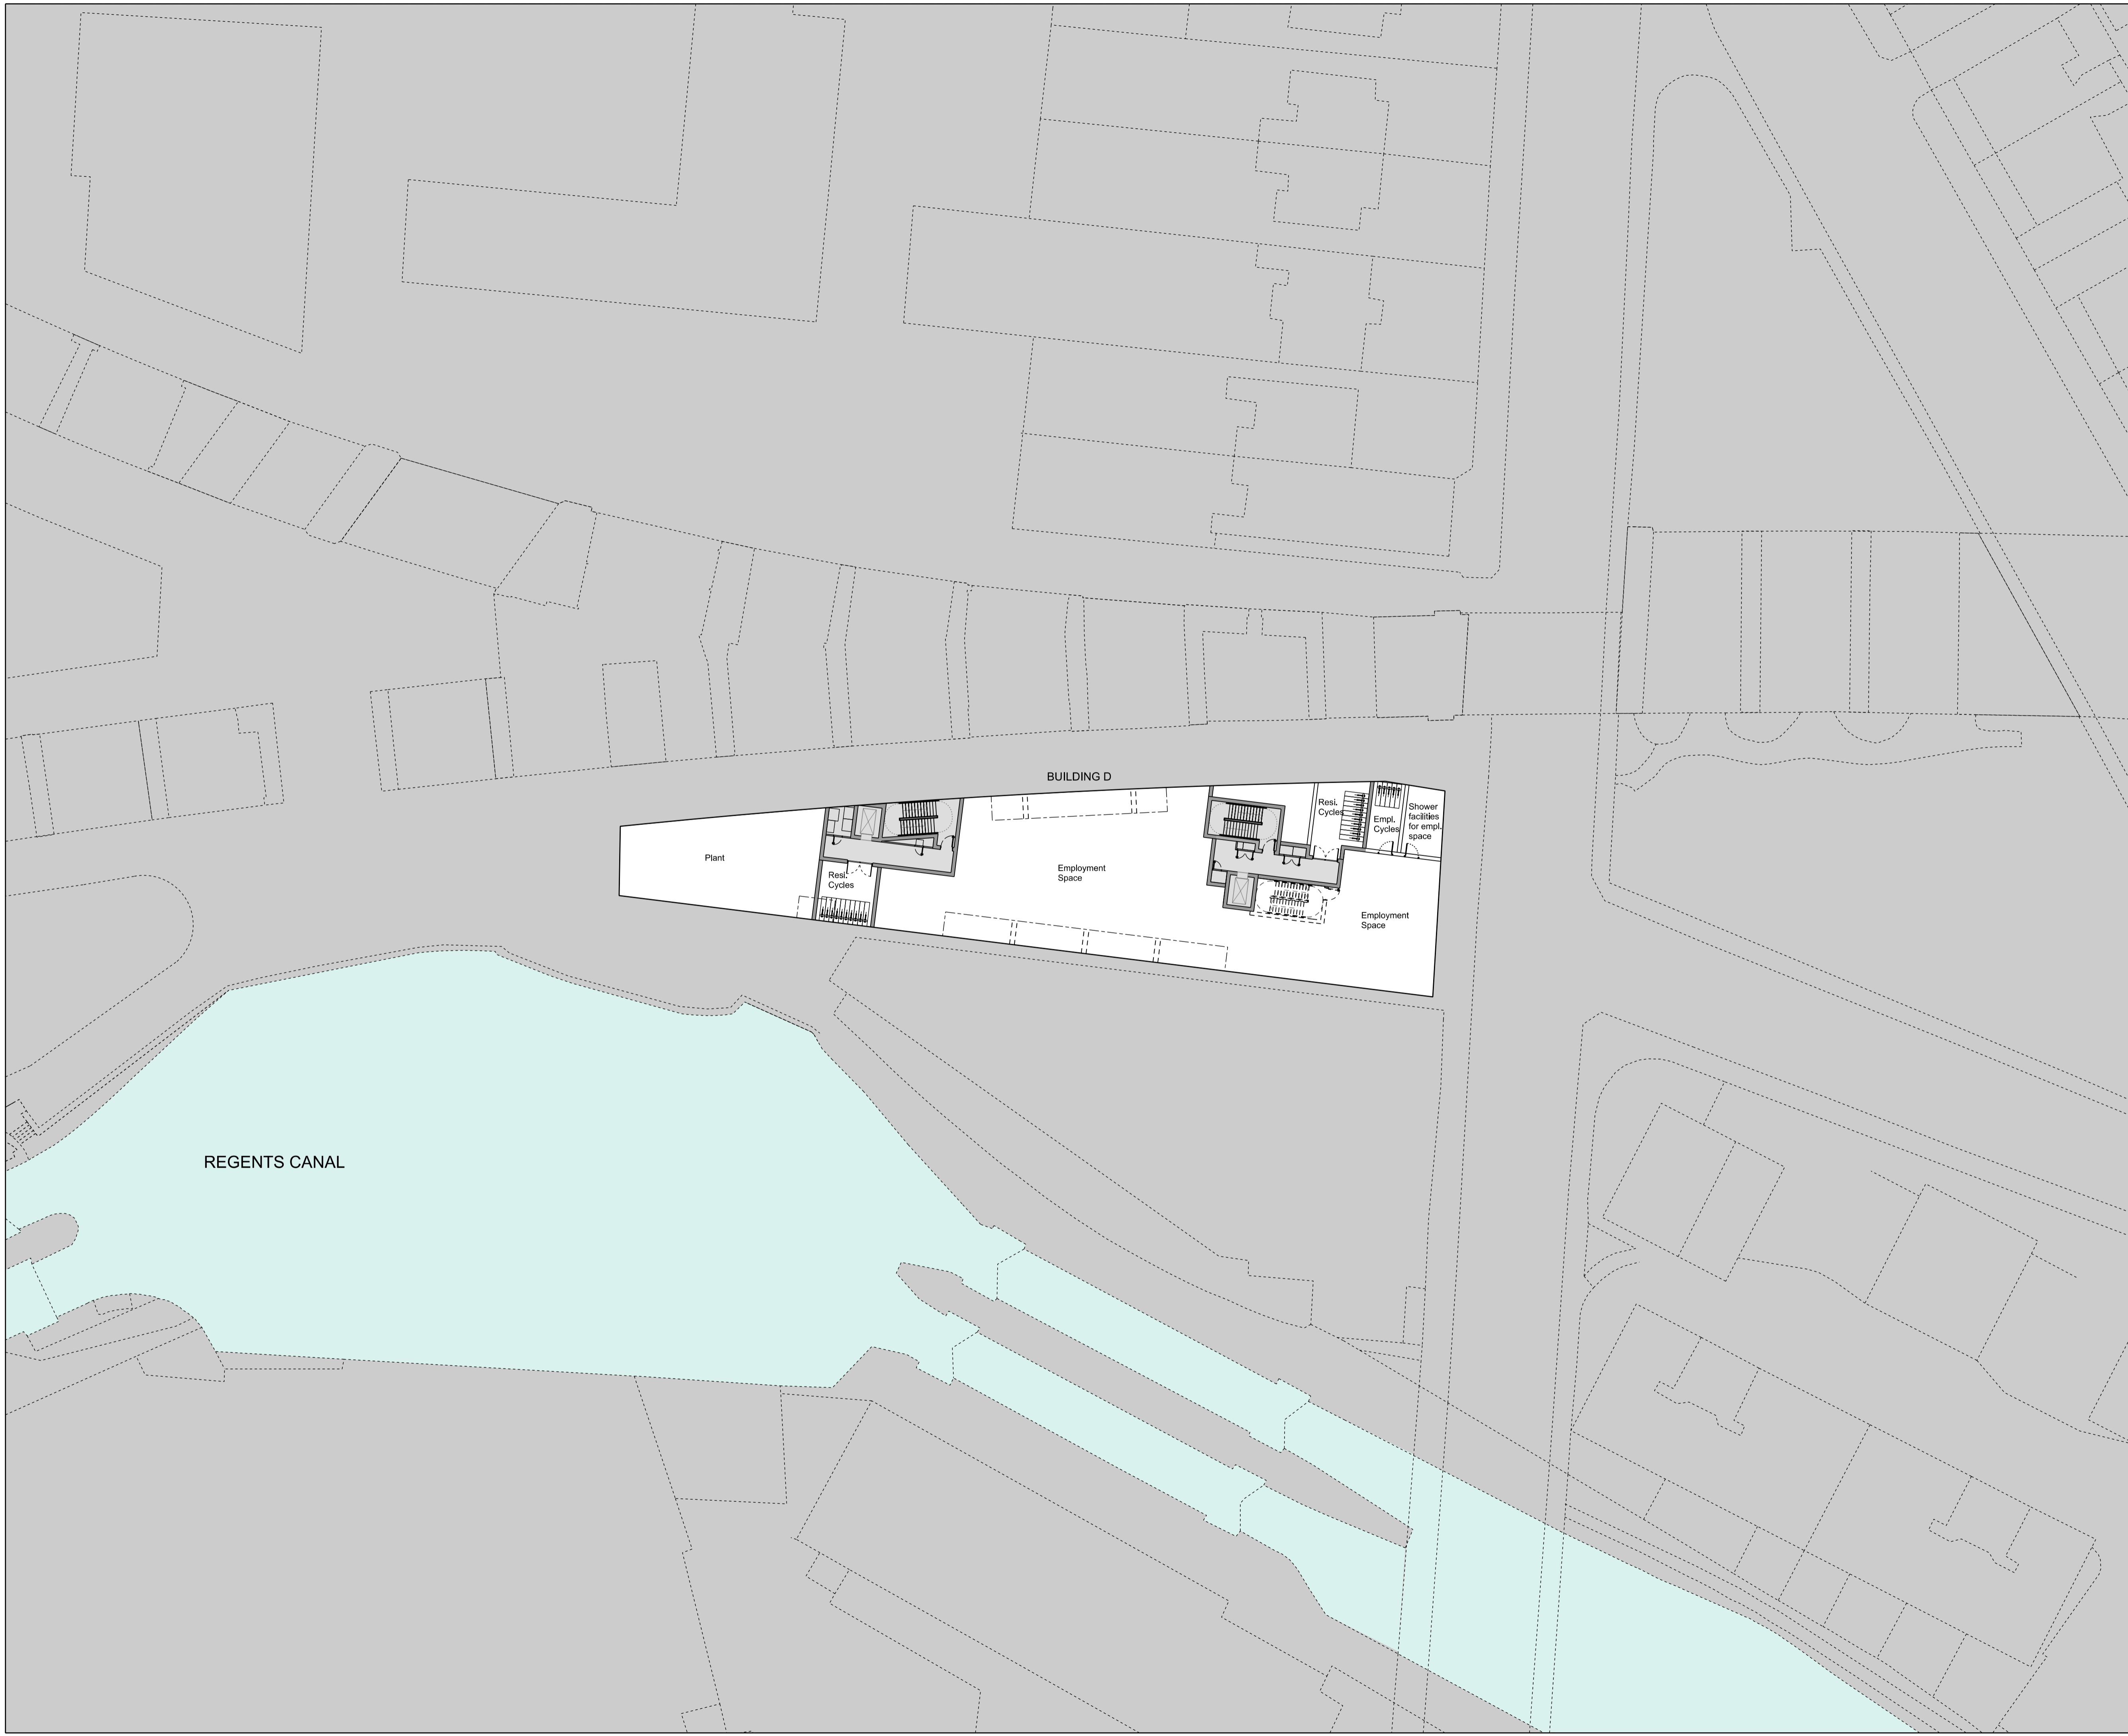 BUILDING D
Resi.
Cycles
Empl.
Cycles
Shower
facilities
for empl.
space
Plant
Resi.
Cycles
Employment
Space
Employment
Space
REGENTS CANAL